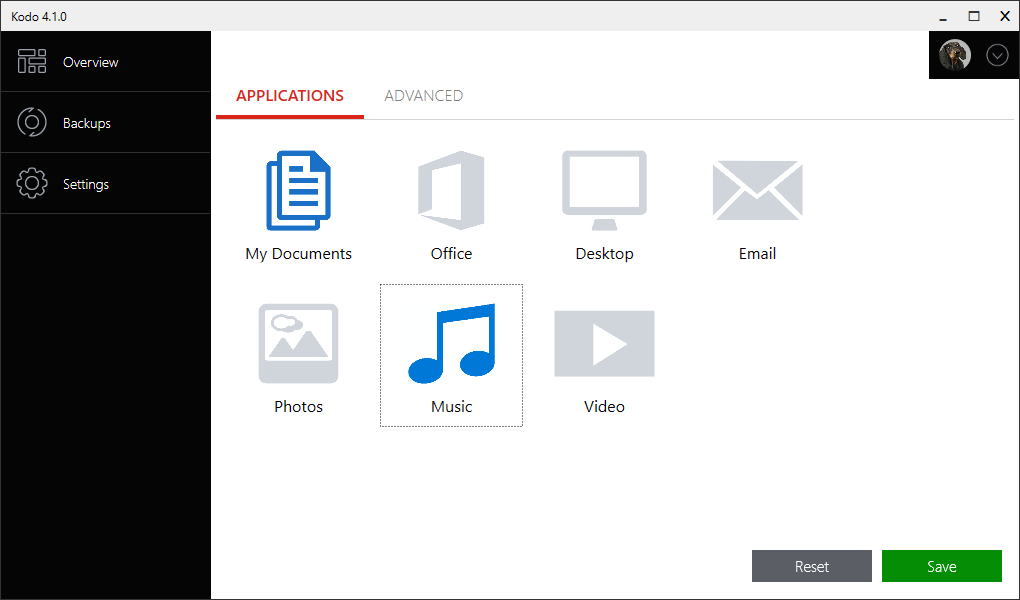 Kodo 4.1.0
Overview
Backups
Settings
APPLICATIONS ADVANCED
My Documents Office Desktop Email
Photos Music Video
Reset Save